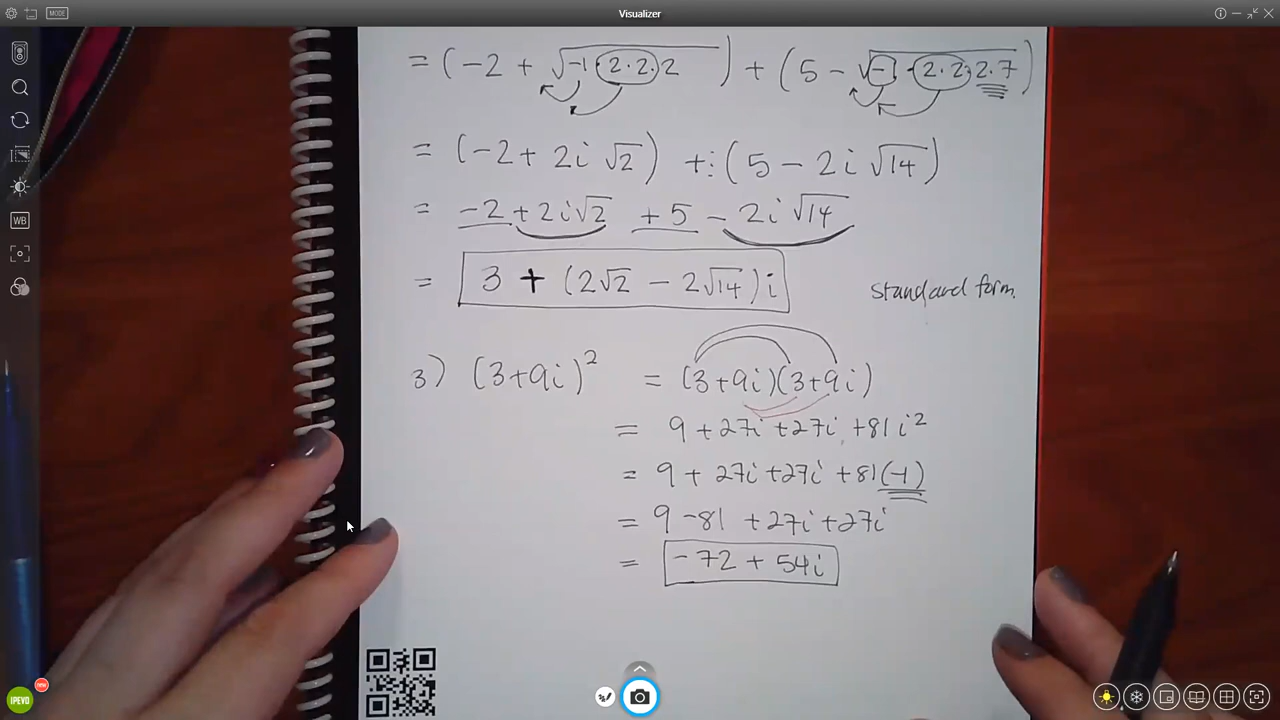 MODE
Visualizer
= (-2 + √-1 2·2·2) + (5 - √-1 · 2·2·2·7)
WB
= (-2 + 2i√2) + (5 - 2i√14)
= -2 + 2i√2 + 5 - 2i√14
= 3 + (2√2 - 2√14)i standard form.
3) (3+9i)² = (3+9i)(3+9i)
= 9 + 27i + 27i + 81i²
= 9 + 27i + 27i + 81(-1)
= 9 - 81 + 27i + 27i
= -72 + 54i
new
IPEVO